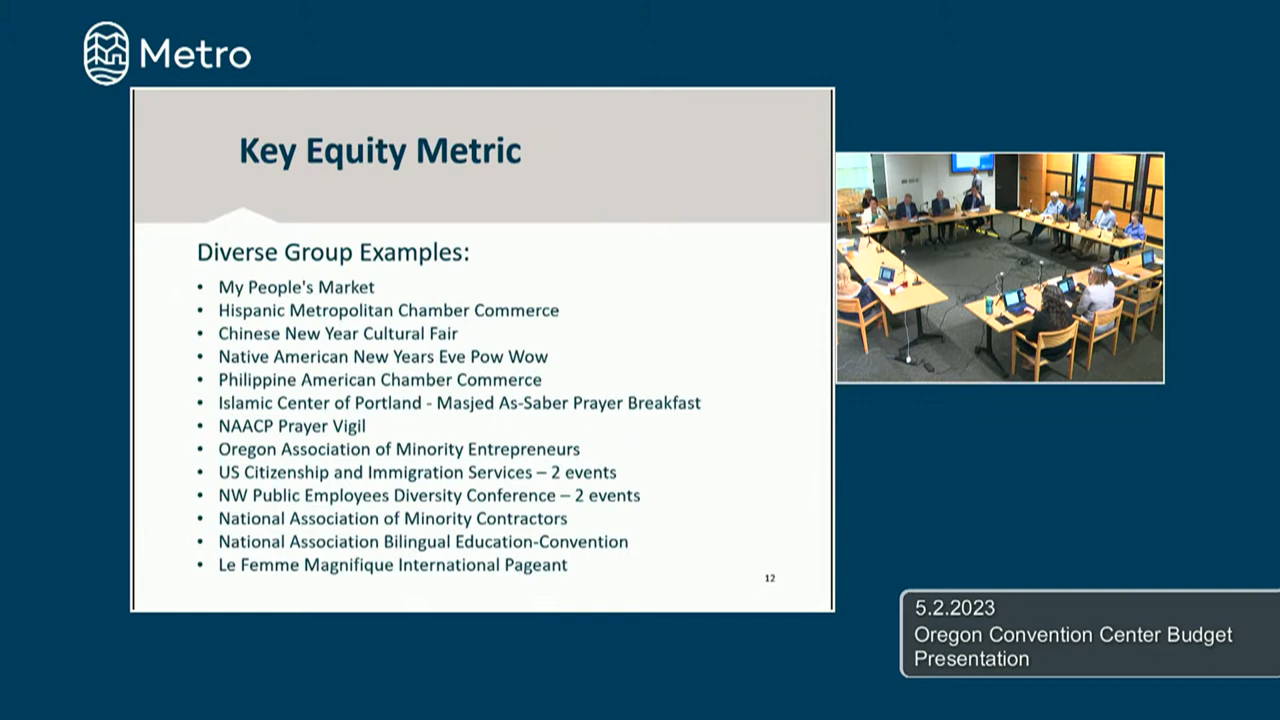 Metro
Key Equity Metric
Diverse Group Examples:
• My People's Market
• Hispanic Metropolitan Chamber Commerce
• Chinese New Year Cultural Fair
• Native American New Years Eve Pow Wow
• Philippine American Chamber Commerce
• Islamic Center of Portland - Masjed As-Saber Prayer Breakfast
• NAACP Prayer Vigil
• Oregon Association of Minority Entrepreneurs
• US Citizenship and Immigration Services – 2 events
• NW Public Employees Diversity Conference – 2 events
• National Association of Minority Contractors
• National Association Bilingual Education-Convention
• Le Femme Magnifique International Pageant
12
5.2.2023
Oregon Convention Center Budget
Presentation